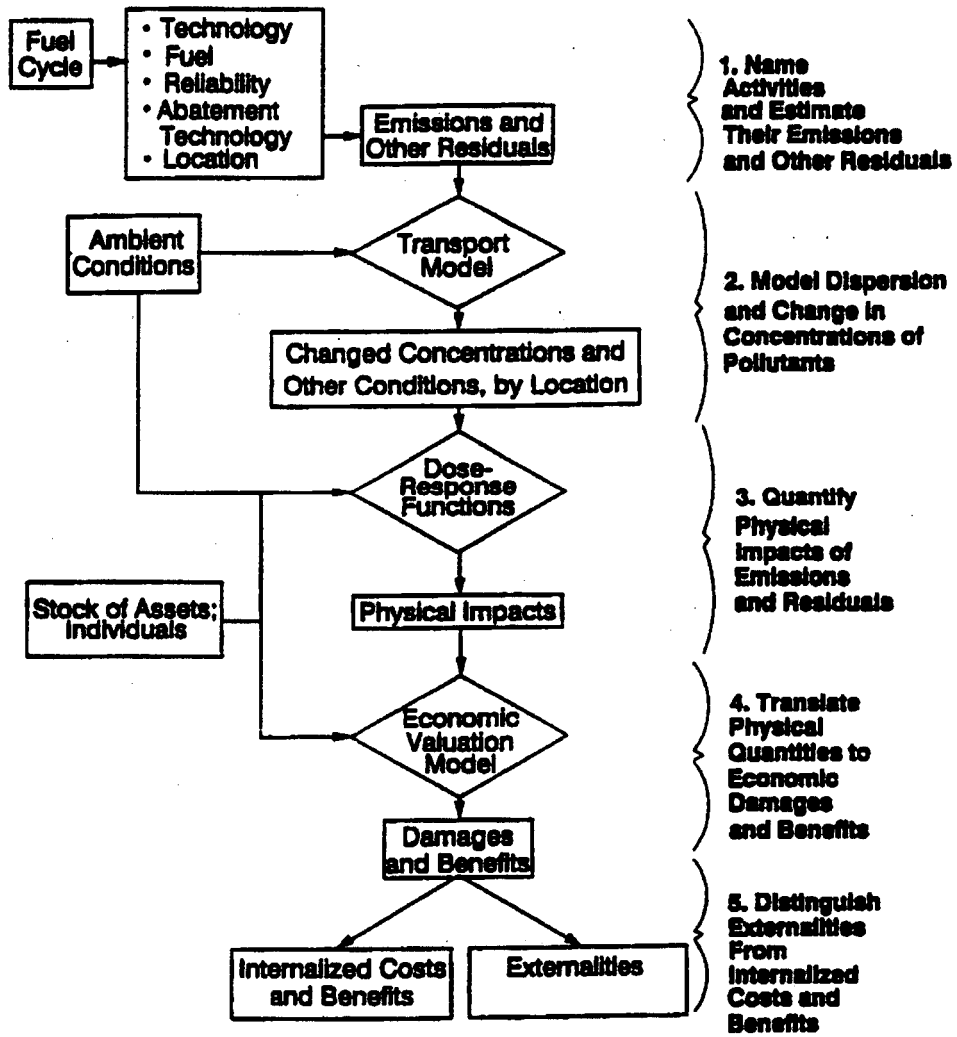 Fuel
Cycle
• Technology
• Fuel
• Reliability
• Abatement
Technology
• Location
Emissions and
Other Residuals
1. Name
Activities
and Estimate
Their Emissions
and Other Residuals
Ambient
Conditions
Transport
Model
2. Model Dispersion
and Change in
Concentrations of
Pollutants
Changed Concentrations and
Other Conditions, by Location
Dose-
Response
Functions
3. Quantify
Physical
Impacts of
Emissions
and Residuals
Stock of Assets;
Individuals
Physical Impacts
Economic
Valuation
Model
4. Translate
Physical
Quantities to
Economic
Damages
and Benefits
Damages
and Benefits
5. Distinguish
Externalities
From
Internalized
Costs and
Benefits
Internalized Costs
and Benefits
Externalities